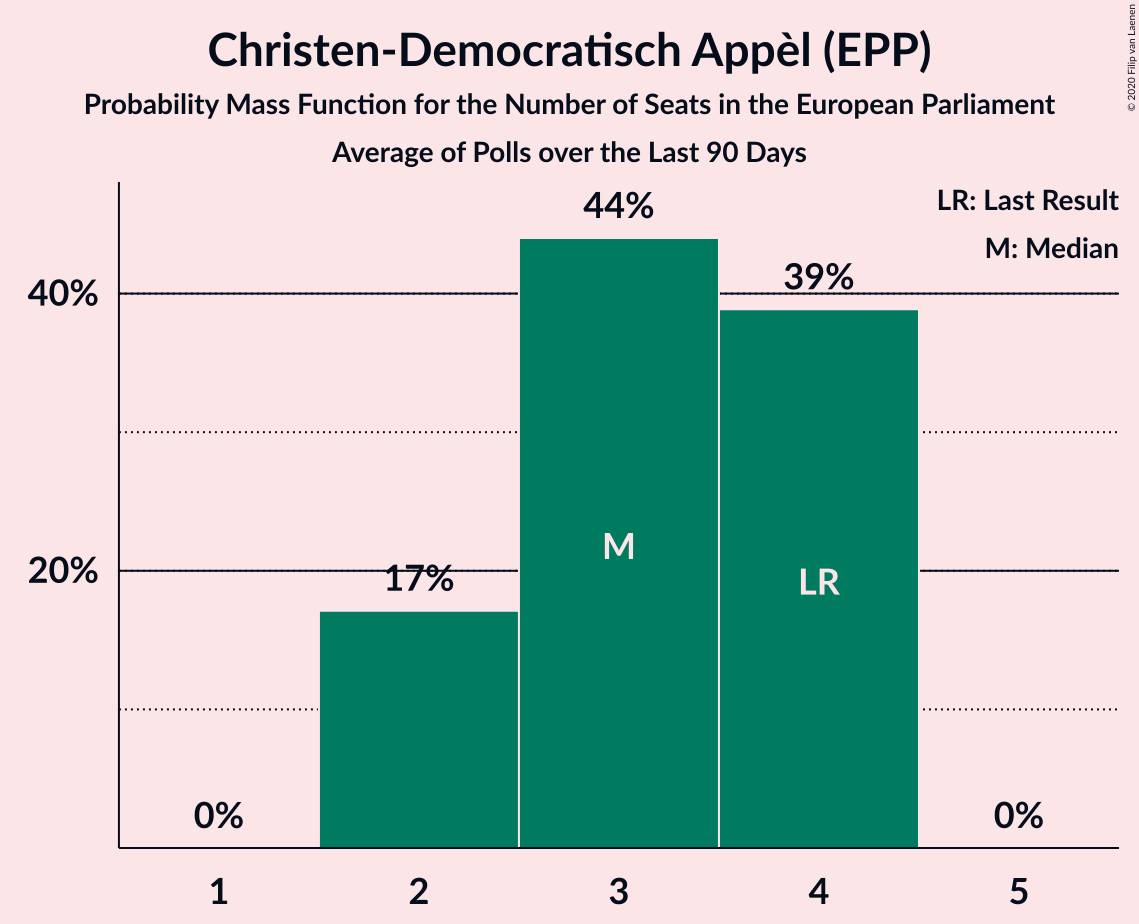 Christen-Democratisch Appèl (EPP)
Probability Mass Function for the Number of Seats in the European Parliament
Average of Polls over the Last 90 Days
© 2020 Filip van Laenen
LR: Last Result
M: Median
44%
39%
40%
20%
17%
M
LR
0%
0%
1
2
3
4
5